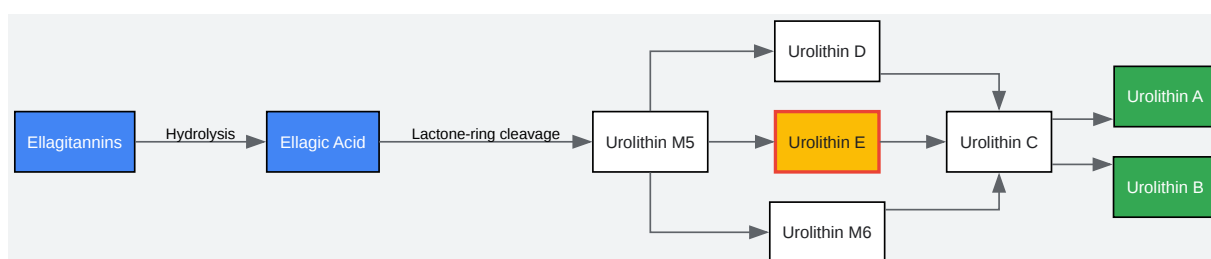 Ellagitannins
Hydrolysis
Ellagic Acid
Lactone-ring cleavage
Urolithin M5
Urolithin D
Urolithin E
Urolithin M6
Urolithin C
Urolithin A
Urolithin B